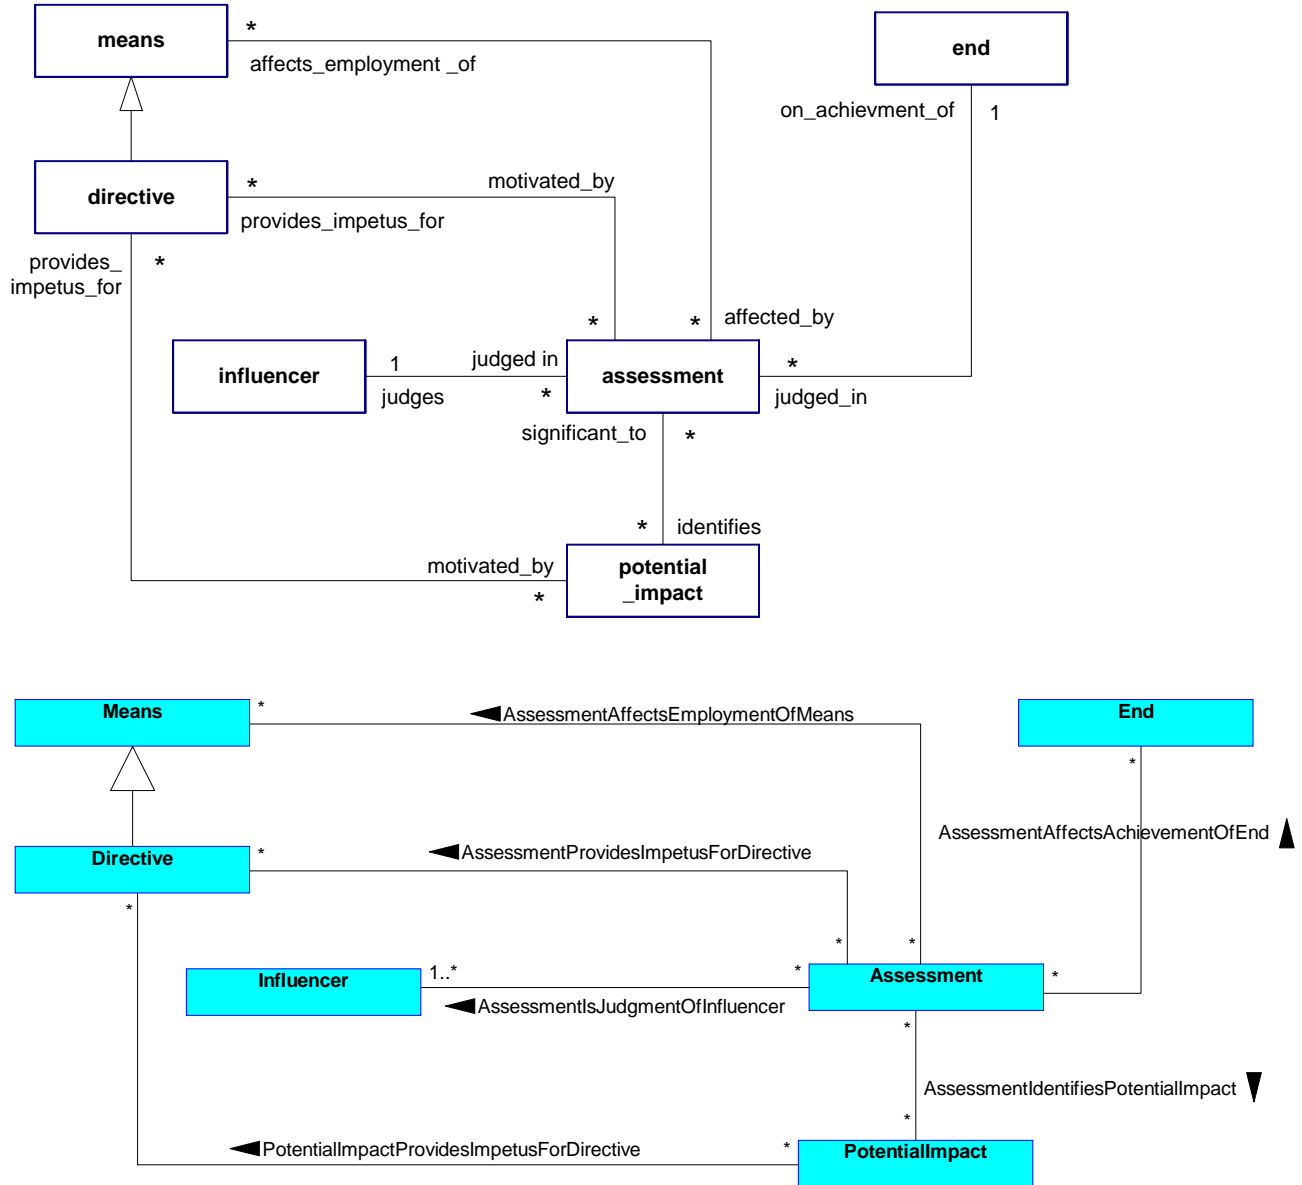 means
*
affects_employment _of
end
on_achievment_of
1
directive
*
motivated_by
provides_impetus_for
provides_
impetus_for
*
*
*
affected_by
influencer
1
judges
judged in
*
assessment
*
judged_in
significant_to
*
*
identifies
motivated_by
*
potential
_impact
Means
*
AssessmentAffectsEmploymentOfMeans
End
*
AssessmentAffectsAchievementOfEnd
Directive
*
AssessmentProvidesImpetusForDirective
*
*
*
Influencer
1..*
*
Assessment
*
AssessmentIsJudgmentOfInfluencer
*
AssessmentIdentifiesPotentialImpact
*
PotentialImpactProvidesImpetusForDirective
*
PotentialImpact